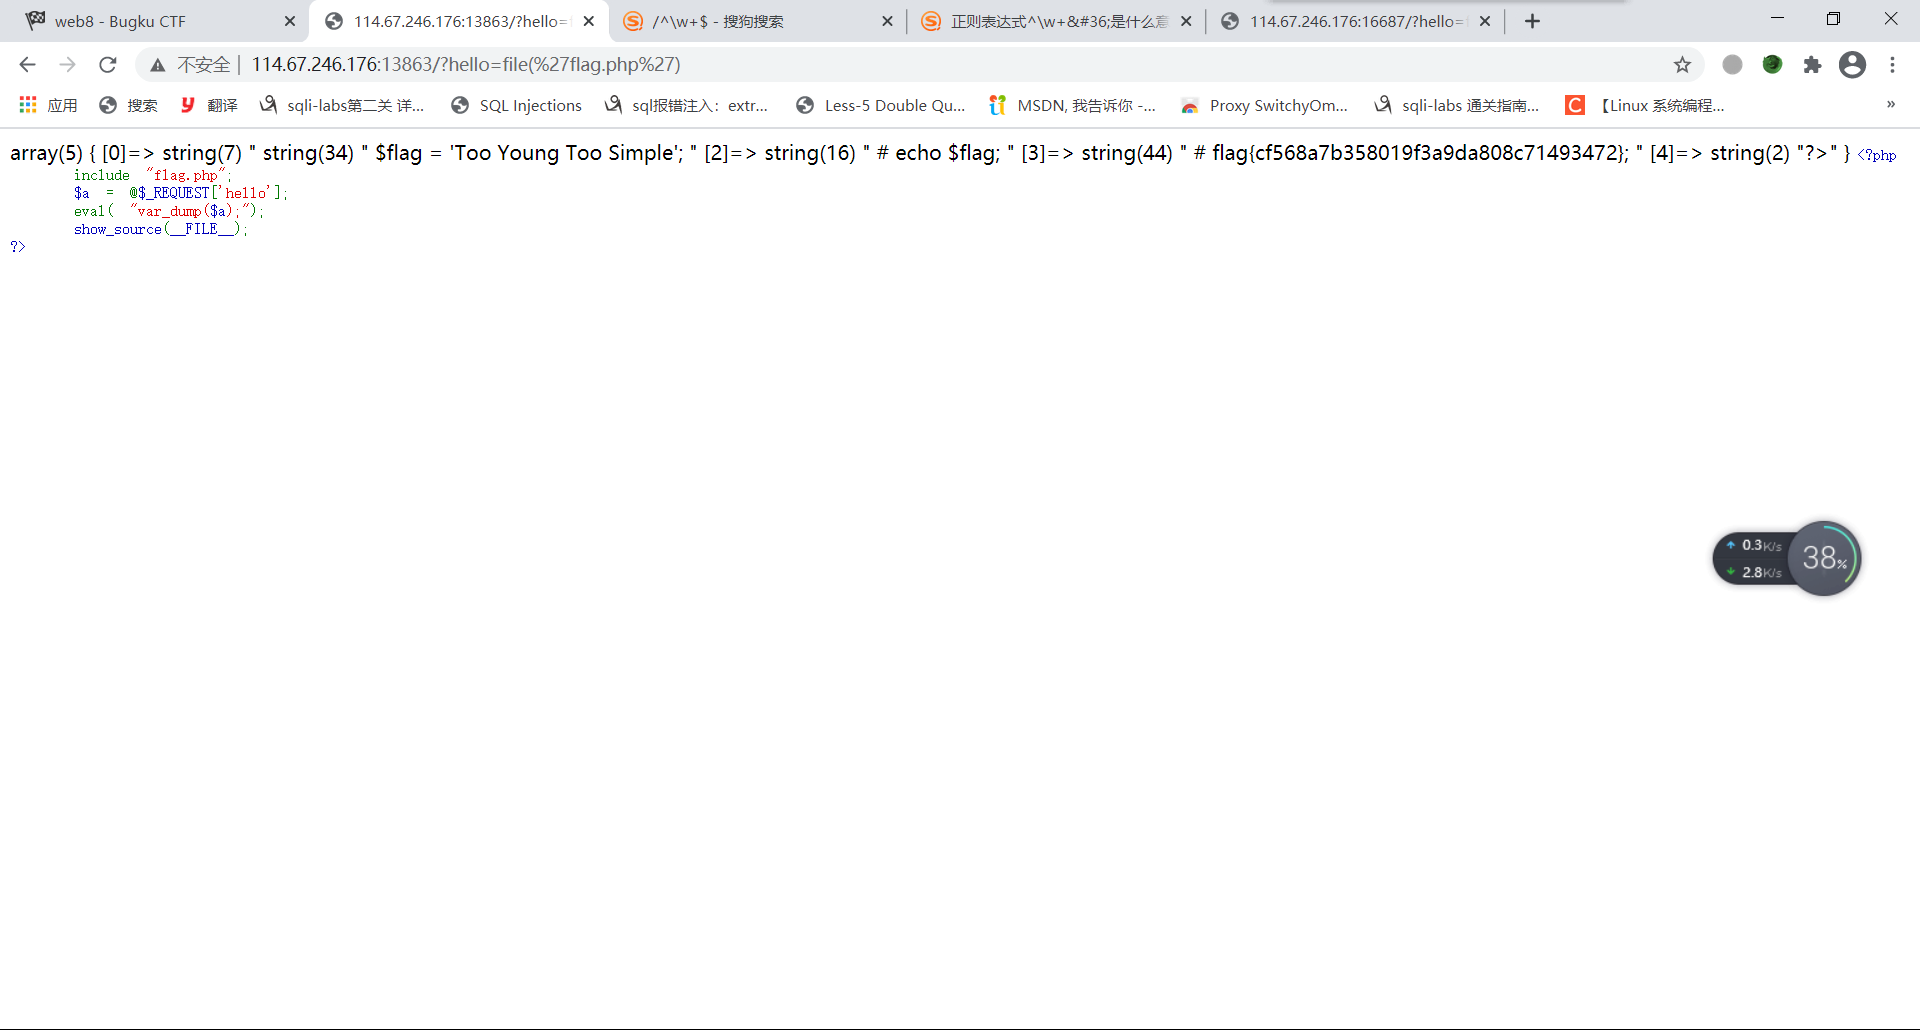 web8 - Bugku CTF
114.67.246.176:13863/?hello=
/^\w+$ - 搜狗搜索
正则表达式^\w+&#36;是什么意
114.67.246.176:16687/?hello=
不安全 | 114.67.246.176:13863/?hello=file(%27flag.php%27)
应用 搜索 翻译 sqli-labs第二关 详... SQL Injections sql报错注入：extr... Less-5 Double Qu... MSDN, 我告诉你 -... Proxy SwitchyOm... sqli-labs 通关指南... 【Linux 系统编程... »
array(5) { [0]=> string(7) " string(34) " $flag = 'Too Young Too Simple'; " [2]=> string(16) " # echo $flag; " [3]=> string(44) " # flag{cf568a7b358019f3a9da808c71493472}; " [4]=> string(2) "?>" } <?php
include "flag.php";
$a = @$_REQUEST['hello'];
eval( "var_dump($a);");
show_source(__FILE__);
?>
0.3K/s
38%
2.8K/s